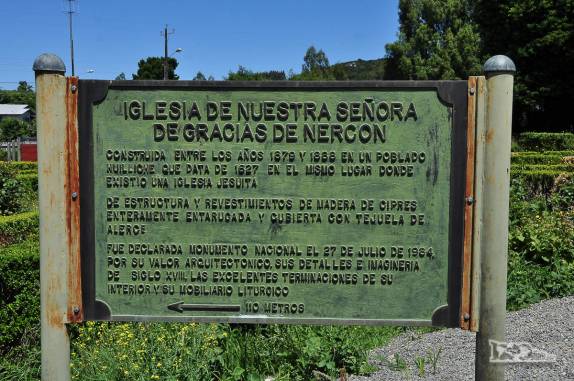 IGLESIA DE NUESTRA SEÑORA
DE GRACIAS DE NERCON
CONSTRUIDA ENTRE LOS AÑOS 1879 Y 1888 EN UN POBLADO
HUILLICHE QUE DATA DE 1627 EN EL MISMO LUGAR DONDE
EXISTIO UNA IGLESIA JESUITA
DE ESTRUCTURA Y REVESTIMIENTOS DE MADERA DE CIPRES
ENTERAMENTE ENTARUGADA Y CUBIERTA CON TEJUELA DE
ALERCE
FUE DECLARADA MONUMENTO NACIONAL EL 27 DE JULIO DE 1984,
POR SU VALOR ARQUITECTONICO, SUS DETALLES E IMAGINERIA
DE SIGLO XVIII, LAS EXCELENTES TERMINACIONES DE SU
INTERIOR Y SU MOBILIARIO LITURGICO
110 METROS